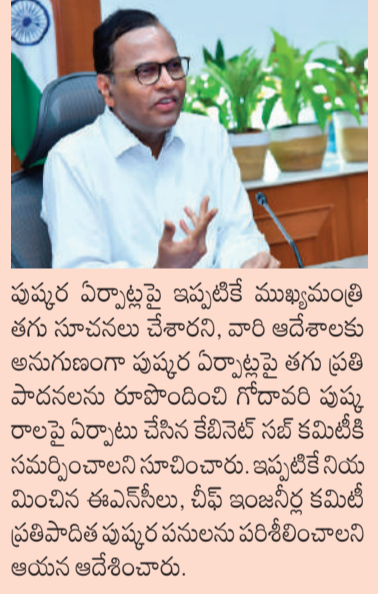 పుష్కర ఏర్పాట్లపై ఇప్పటికే ముఖ్యమంత్రి
తగు సూచనలు చేశారని, వారి ఆదేశాలకు
అనుగుణంగా పుష్కర ఏర్పాట్లపై తగు ప్రతి
పాదనలను రూపొందించి గోదావరి పుష్క
రాలపై ఏర్పాటు చేసిన కేబినెట్ సబ్ కమిటీకి
సమర్పించాలని సూచించారు. ఇప్పటికే నియ
మించిన ఈఎన్‌సీలు, చీఫ్ ఇంజనీర్ల కమిటీ
ప్రతిపాదిత పుష్కర పనులను పరిశీలించాలని
ఆయన ఆదేశించారు.